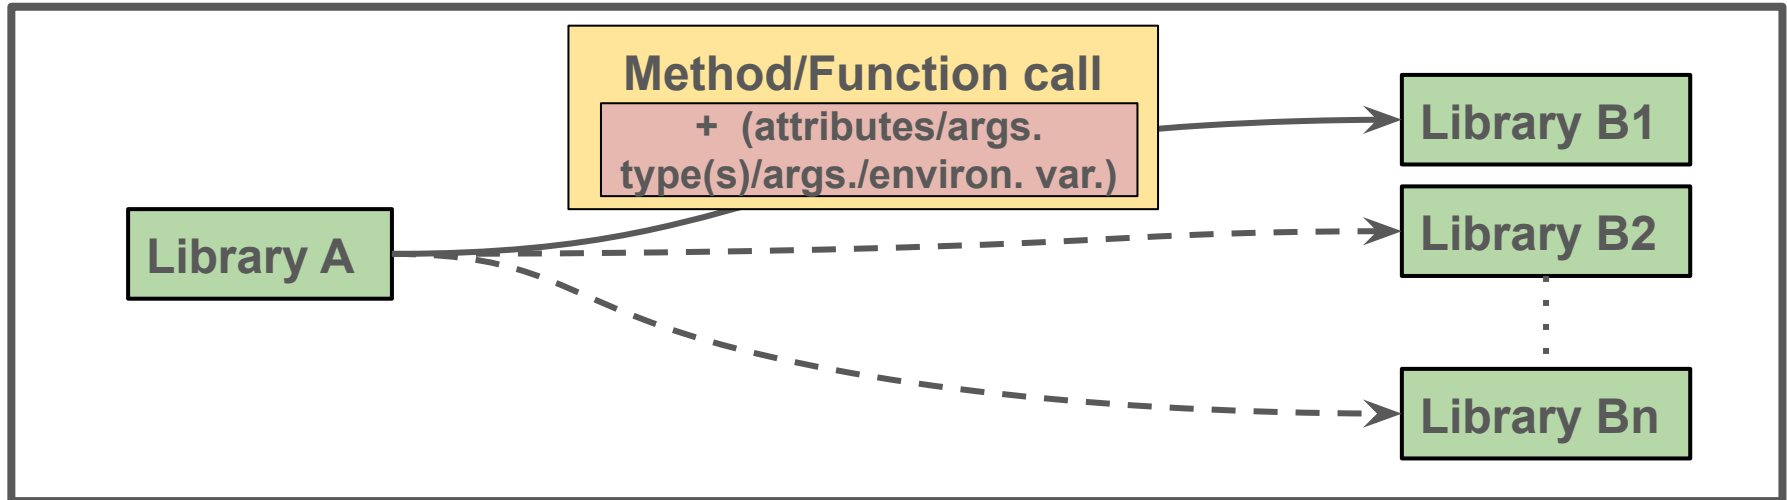 Method/Function call
+ (attributes/args.
type(s)/args./environ. var.)
Library B1
Library A
Library B2
Library Bn